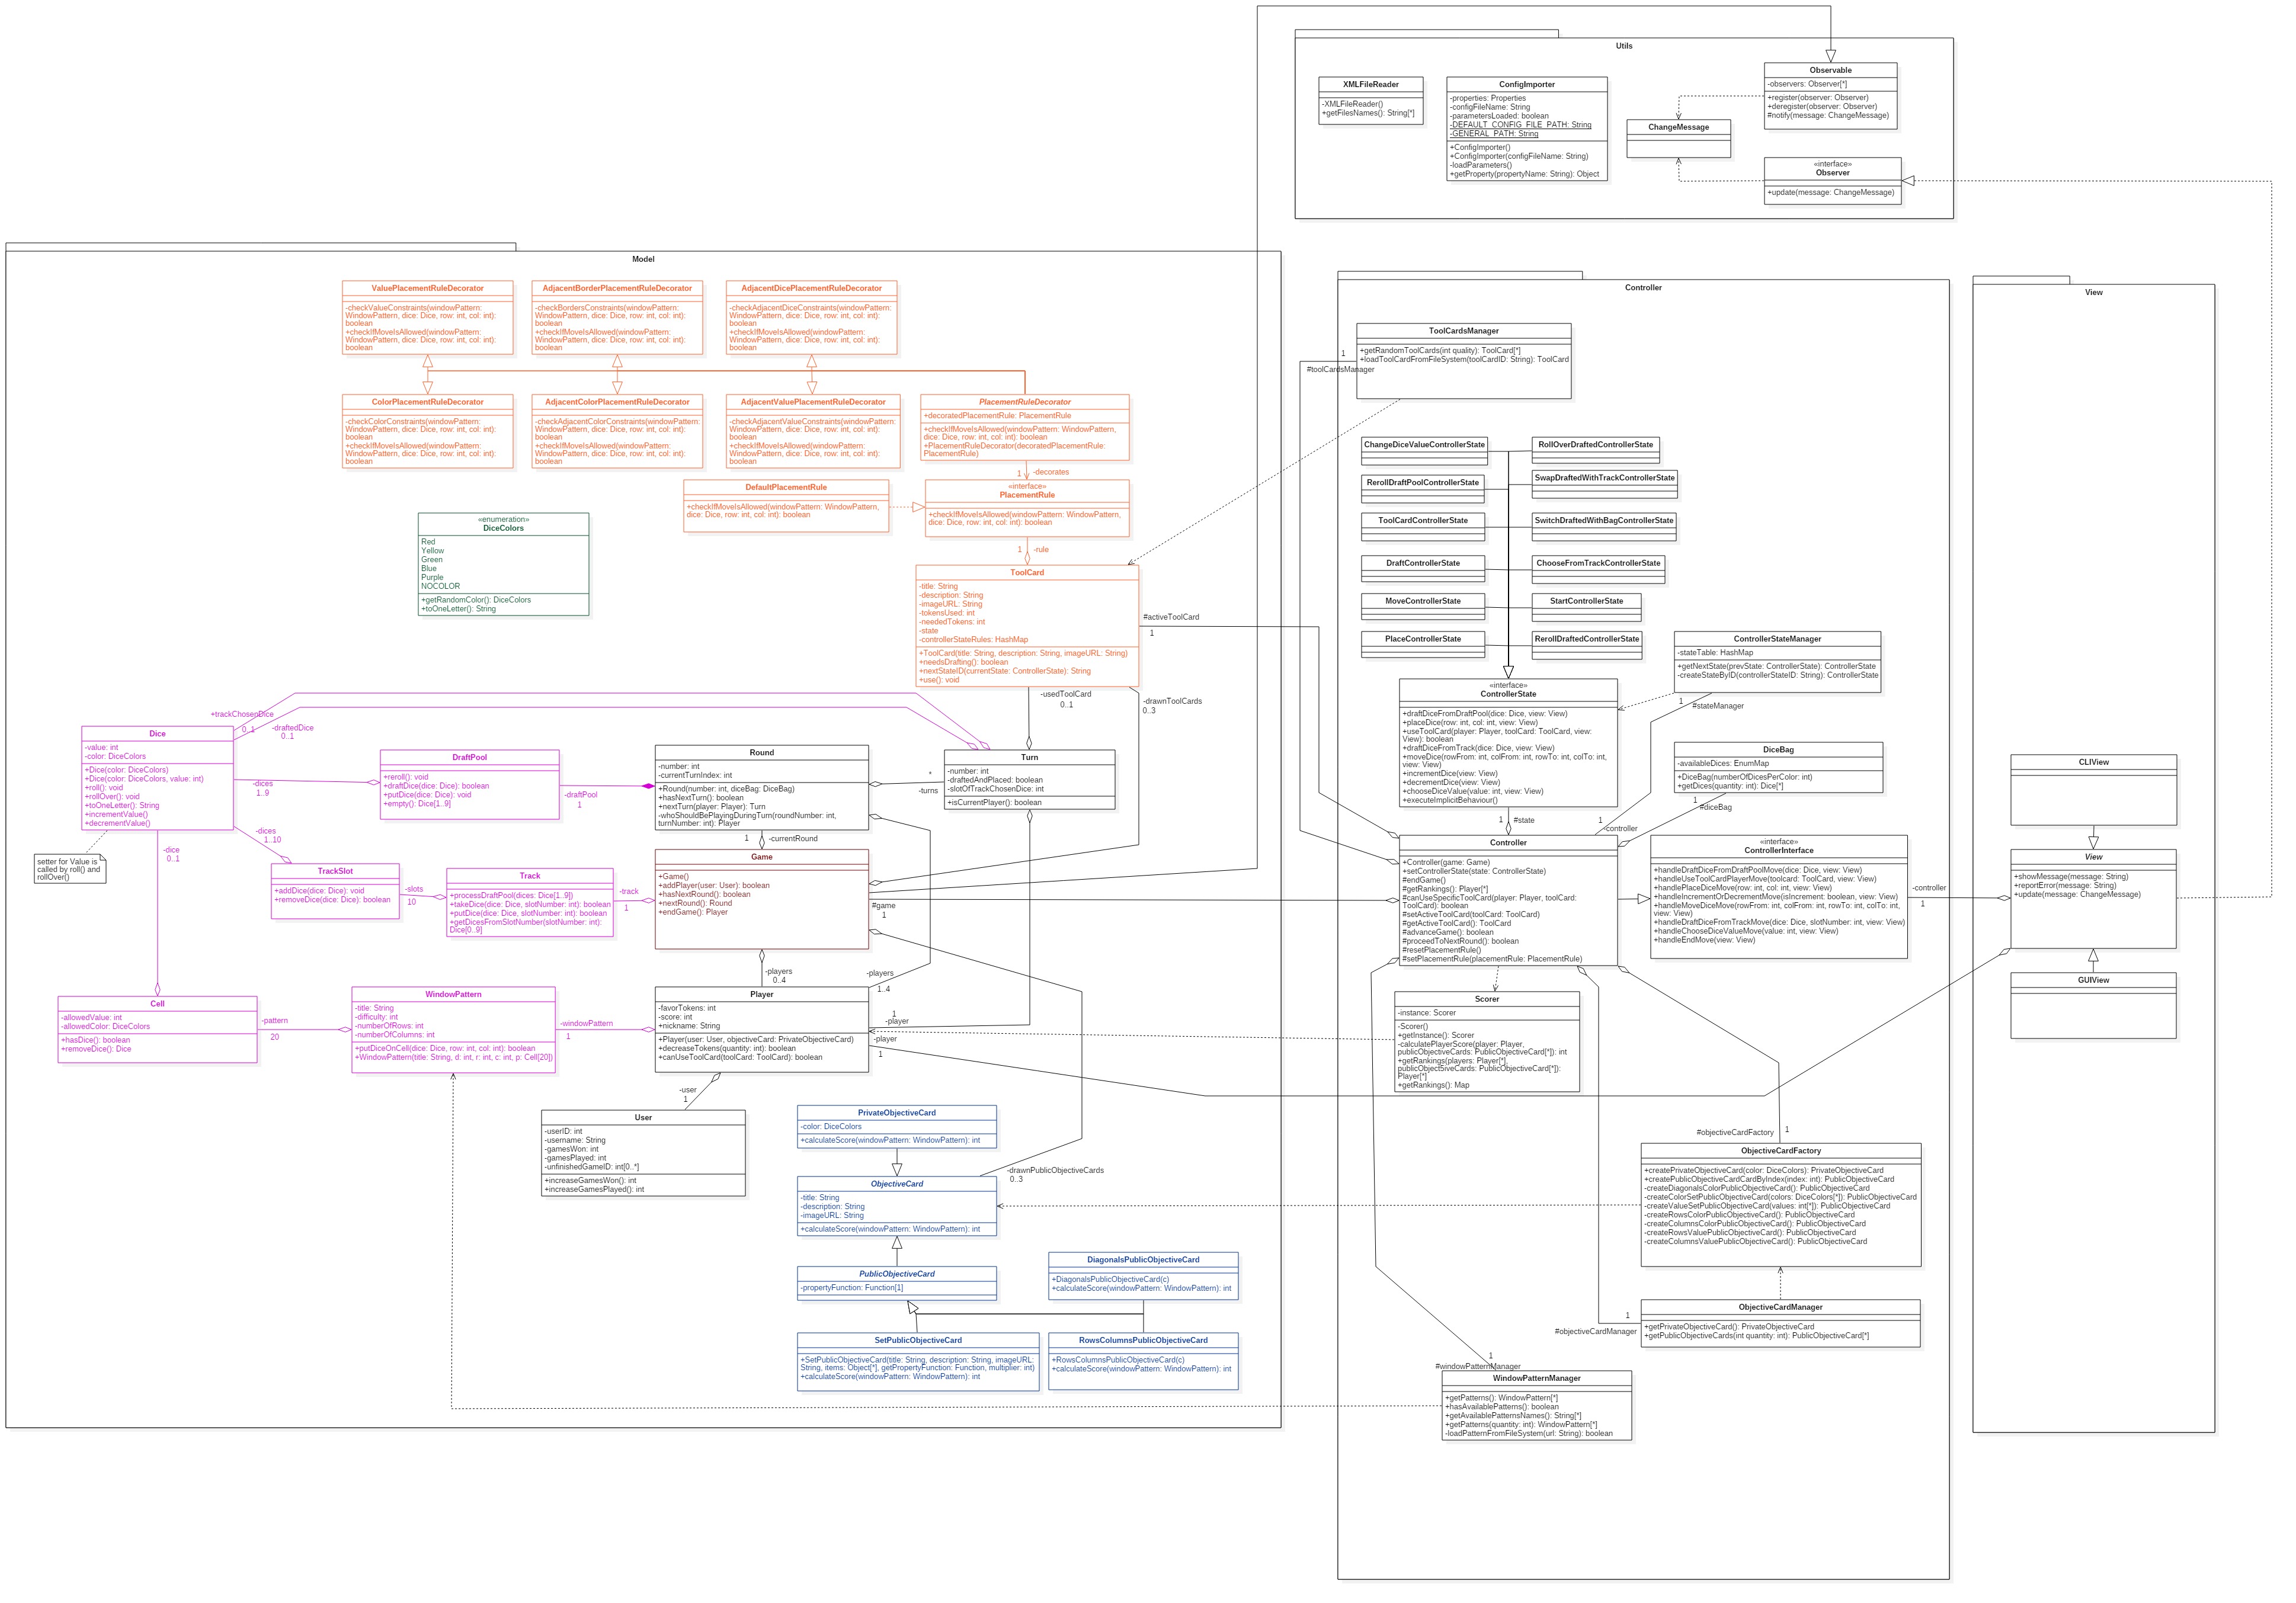 Utils
XMLFileReader
-XMLFileReader()
+getFilesNames(): String[*]
ConfigImporter
-properties: Properties
-configFileName: String
-parametersLoaded: boolean
-DEFAULT_CONFIG_FILE_PATH: String
-GENERAL_PATH: String
+ConfigImporter()
+ConfigImporter(configFileName: String)
-loadParameters()
+getProperty(propertyName: String): Object
Observable
-observers: Observer[*]
+register(observer: Observer)
+deregister(observer: Observer)
#notify(message: ChangeMessage)
ChangeMessage
«interface»
Observer
+update(message: ChangeMessage)
Model
ValuePlacementRuleDecorator
-checkValueConstraints(windowPattern:
WindowPattern, dice: Dice, row: int, col: int):
boolean
+checkIfMoveIsAllowed(windowPattern:
WindowPattern, dice: Dice, row: int, col: int):
boolean
AdjacentBorderPlacementRuleDecorator
-checkBordersConstraints(windowPattern:
WindowPattern, dice: Dice, row: int, col: int):
boolean
+checkIfMoveIsAllowed(windowPattern:
WindowPattern, dice: Dice, row: int, col: int):
boolean
AdjacentDicePlacementRuleDecorator
-checkAdjacentDiceConstraints(windowPattern:
WindowPattern, dice: Dice, row: int, col: int):
boolean
+checkIfMoveIsAllowed(windowPattern:
WindowPattern, dice: Dice, row: int, col: int):
boolean
ColorPlacementRuleDecorator
-checkColorConstraints(windowPattern:
WindowPattern, dice: Dice, row: int, col: int):
boolean
+checkIfMoveIsAllowed(windowPattern:
WindowPattern, dice: Dice, row: int, col: int):
boolean
AdjacentColorPlacementRuleDecorator
-checkAdjacentColorConstraints(windowPattern:
WindowPattern, dice: Dice, row: int, col: int):
boolean
+checkIfMoveIsAllowed(windowPattern:
WindowPattern, dice: Dice, row: int, col: int):
boolean
AdjacentValuePlacementRuleDecorator
-checkAdjacentValueConstraints(windowPattern:
WindowPattern, dice: Dice, row: int, col: int):
boolean
+checkIfMoveIsAllowed(windowPattern:
WindowPattern, dice: Dice, row: int, col: int):
boolean
PlacementRuleDecorator
+decoratedPlacementRule: PlacementRule
+checkIfMoveIsAllowed(windowPattern: WindowPattern,
dice: Dice, row: int, col: int): boolean
+PlacementRuleDecorator(decoratedPlacementRule:
PlacementRule)
1
-decorates
DefaultPlacementRule
+checkIfMoveIsAllowed(windowPattern: WindowPattern,
dice: Dice, row: int, col: int): boolean
«interface»
PlacementRule
+checkIfMoveIsAllowed(windowPattern: WindowPattern,
dice: Dice, row: int, col: int): boolean
1
-rule
«enumeration»
DiceColors
Red
Yellow
Green
Blue
Purple
NOCOLOR
+getRandomColor(): DiceColors
+toOneLetter(): String
ToolCard
-title: String
-description: String
-imageURL: String
-tokensUsed: int
-neededTokens: int
-state
-controllerStateRules: HashMap
+ToolCard(title: String, description: String, imageURL: String)
+needsDrafting(): boolean
+nextStateID(currentState: ControllerState): String
+use(): void
#activeToolCard
1
-usedToolCard
0..1
-drawnToolCards
0..3
+trackChosenDice
0..1
-draftedDice
0..1
Dice
-value: int
-color: DiceColors
+Dice(color: DiceColors)
+Dice(color: DiceColors, value: int)
+roll(): void
+rollOver(): void
+toOneLetter(): String
+incrementValue()
+decrementValue()
setter for Value is
called by roll() and
rollOver()
-dices
1..9
DraftPool
+reroll(): void
+draftDice(dice: Dice): boolean
+putDice(dice: Dice): void
+empty(): Dice[1..9]
-draftPool
1
Round
-number: int
-currentTurnIndex: int
+Round(number: int, diceBag: DiceBag)
+hasNextTurn(): boolean
+nextTurn(player: Player): Turn
-whoShouldBePlayingDuringTurn(roundNumber: int,
turnNumber: int): Player
*
-turns
Turn
-number: int
-draftedAndPlaced: boolean
-slotOfTrackChosenDice: int
+isCurrentPlayer(): boolean
1
-currentRound
-dice
0..1
-dices
1..10
TrackSlot
+addDice(dice: Dice): void
+removeDice(dice: Dice): boolean
-slots
10
Track
+processDraftPool(dices: Dice[1..9])
+takeDice(dice: Dice, slotNumber: int): boolean
+putDice(dice: Dice, slotNumber: int): boolean
+getDicesFromSlotNumber(slotNumber: int):
Dice[0..9]
-track
1
Game
+Game()
+addPlayer(user: User): boolean
+hasNextRound(): boolean
+nextRound(): Round
+endGame(): Player
#game
1
-players
0..4
-players
1..4
Cell
-allowedValue: int
-allowedColor: DiceColors
+hasDice(): boolean
+removeDice(): Dice
-pattern
20
WindowPattern
-title: String
-difficulty: int
-numberOfRows: int
-numberOfColumns: int
+putDiceOnCell(dice: Dice, row: int, col: int): boolean
+WindowPattern(title: String, d: int, r: int, c: int, p: Cell[20])
-windowPattern
1
Player
-favorTokens: int
-score: int
-nickname: String
+Player(user: User, objectiveCard: PrivateObjectiveCard)
+decreaseTokens(quantity: int): boolean
+canUseToolCard(toolCard: ToolCard): boolean
1
-player
-player
1
-user
1
User
-userID: int
-username: String
-gamesWon: int
-gamesPlayed: int
-unfinishedGameID: int[0..*]
+increaseGamesWon(): int
+increaseGamesPlayed(): int
PrivateObjectiveCard
-color: DiceColors
+calculateScore(windowPattern: WindowPattern): int
ObjectiveCard
-title: String
-description: String
-imageURL: String
+calculateScore(windowPattern: WindowPattern): int
-drawnPublicObjectiveCards
0..3
PublicObjectiveCard
-propertyFunction: Function[1]
DiagonalsPublicObjectiveCard
+DiagonalsPublicObjectiveCard(c)
+calculateScore(windowPattern: WindowPattern): int
SetPublicObjectiveCard
+SetPublicObjectiveCard(title: String, description: String, imageURL:
String, items: Object[*], getPropertyFunction: Function, multiplier: int)
+calculateScore(windowPattern: WindowPattern): int
RowsColumnsPublicObjectiveCard
+RowsColumnsPublicObjectiveCard(c)
+calculateScore(windowPattern: WindowPattern): int
Controller
ToolCardsManager
+getRandomToolCards(int quality): ToolCard[*]
+loadToolCardFromFileSystem(toolCardID: String): ToolCard
1
#toolCardsManager
ChangeDiceValueControllerState
RollOverDraftedControllerState
RerollDraftPoolControllerState
SwapDraftedWithTrackControllerState
ToolCardControllerState
SwitchDraftedWithBagControllerState
DraftControllerState
ChooseFromTrackControllerState
MoveControllerState
StartControllerState
PlaceControllerState
RerollDraftedControllerState
ControllerStateManager
-stateTable: HashMap
+getNextState(prevState: ControllerState): ControllerState
-createStateByID(controllerStateID: String): ControllerState
1
#stateManager
«interface»
ControllerState
+draftDiceFromDraftPool(dice: Dice, view: View)
+placeDice(row: int, col: int, view: View)
+useToolCard(player: Player, toolCard: ToolCard, view:
View): boolean
+draftDiceFromTrack(dice: Dice, view: View)
+moveDice(rowFrom: int, colFrom: int, rowTo: int, colTo: int,
view: View)
+incrementDice(view: View)
+decrementDice(view: View)
+chooseDiceValue(value: int, view: View)
+executeImplicitBehaviour()
DiceBag
-availableDices: EnumMap
+DiceBag(numberOfDicesPerColor: int)
+getDices(quantity: int): Dice[*]
1
#diceBag
1
#state
1
-controller
Controller
+Controller(game: Game)
+setControllerState(state: ControllerState)
#endGame()
#getRankings(): Player[*]
#canUseSpecificToolCard(player: Player, toolCard:
ToolCard): boolean
#setActiveToolCard(toolCard: ToolCard)
#getActiveToolCard(): ToolCard
#advanceGame(): boolean
#proceedToNextRound(): boolean
#resetPlacementRule()
#setPlacementRule(placementRule: PlacementRule)
«interface»
ControllerInterface
+handleDraftDiceFromDraftPoolMove(dice: Dice, view: View)
+handleUseToolCardPlayerMove(toolcard: ToolCard, view: View)
+handlePlaceDiceMove(row: int, col: int, view: View)
+handleIncrementOrDecrementMove(isIncrement: boolean, view: View)
+handleMoveDiceMove(rowFrom: int, colFrom: int, rowTo: int, colTo: int,
view: View)
+handleDraftDiceFromTrackMove(dice: Dice, slotNumber: int, view: View)
+handleChooseDiceValueMove(value: int, view: View)
+handleEndMove(view: View)
-controller
1
Scorer
-instance: Scorer
-Scorer()
+getInstance(): Scorer
-calculatePlayerScore(player: Player,
publicObjectiveCards: PublicObjectiveCard[*]): int
+getRankings(players: Player[*],
publicObjectSiveCards: PublicObjectiveCard[*]):
Player[*]
+getRankings(): Map
#objectiveCardFactory
1
ObjectiveCardFactory
+createPrivateObjectiveCard(color: DiceColors): PrivateObjectiveCard
+createPublicObjectiveCardCardByIndex(index: int): PublicObjectiveCard
-createDiagonalsColorPublicObjectiveCard(): PublicObjectiveCard
-createColorSetPublicObjectiveCard(colors: DiceColors[*]): PublicObjectiveCard
-createValueSetPublicObjectiveCard(values: int[*]): PublicObjectiveCard
-createRowsColorPublicObjectiveCard(): PublicObjectiveCard
-createColumnsColorPublicObjectiveCard(): PublicObjectiveCard
-createRowsValuePublicObjectiveCard(): PublicObjectiveCard
-createColumnsValuePublicObjectiveCard(): PublicObjectiveCard
1
#objectiveCardManager
ObjectiveCardManager
+getPrivateObjectiveCard(): PrivateObjectiveCard
+getPublicObjectiveCards(int quantity: int): PublicObjectiveCard[*]
1
#windowPatternManager
WindowPatternManager
+getPatterns(): WindowPattern[*]
+hasAvailablePatterns(): boolean
+getAvailablePatternsNames(): String[*]
+getPatterns(quantity: int): WindowPattern[*]
-loadPatternFromFileSystem(url: String): boolean
View
CLIView
View
+showMessage(message: String)
+reportError(message: String)
+update(message: ChangeMessage)
GUIView